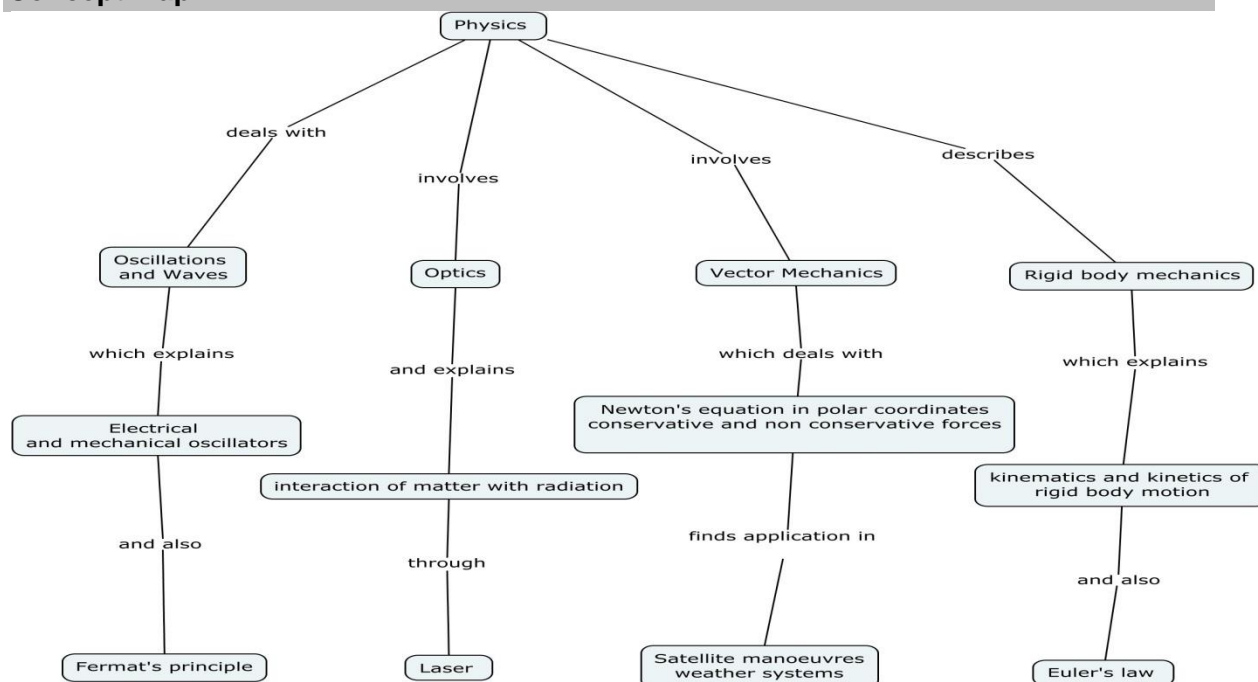 Physics
deals with
involves
involves
describes
Oscillations
and Waves
Optics
Vector Mechanics
Rigid body mechanics
which explains
and explains
which deals with
which explains
Electrical
and mechanical oscillators
interaction of matter with radiation
Newton's equation in polar coordinates
conservative and non conservative forces
kinematics and kinetics of
rigid body motion
and also
through
finds application in
and also
Fermat's principle
Laser
Satellite manoeuvres
weather systems
Euler's law